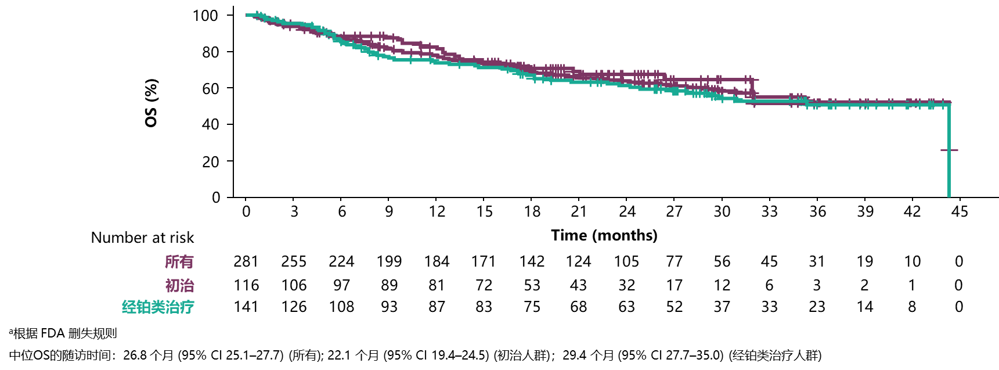 100
80
60
40
20
0
OS (%)
0 3 6 9 12 15 18 21 24 27 30 33 36 39 42 45
Time (months)
Number at risk
所有 281 255 224 199 184 171 142 124 105 77 56 45 31 19 10 0
初治 116 106 97 89 81 72 53 43 32 17 12 6 3 2 1 0
经铂类治疗 141 126 108 93 87 83 75 68 63 52 37 33 23 14 8 0
ᵃ根据 FDA 删失规则
中位OS的随访时间：26.8 个月 (95% CI 25.1–27.7) (所有); 22.1 个月 (95% CI 19.4–24.5) (初治人群)；29.4 个月 (95% CI 27.7–35.0) (经铂类治疗人群)